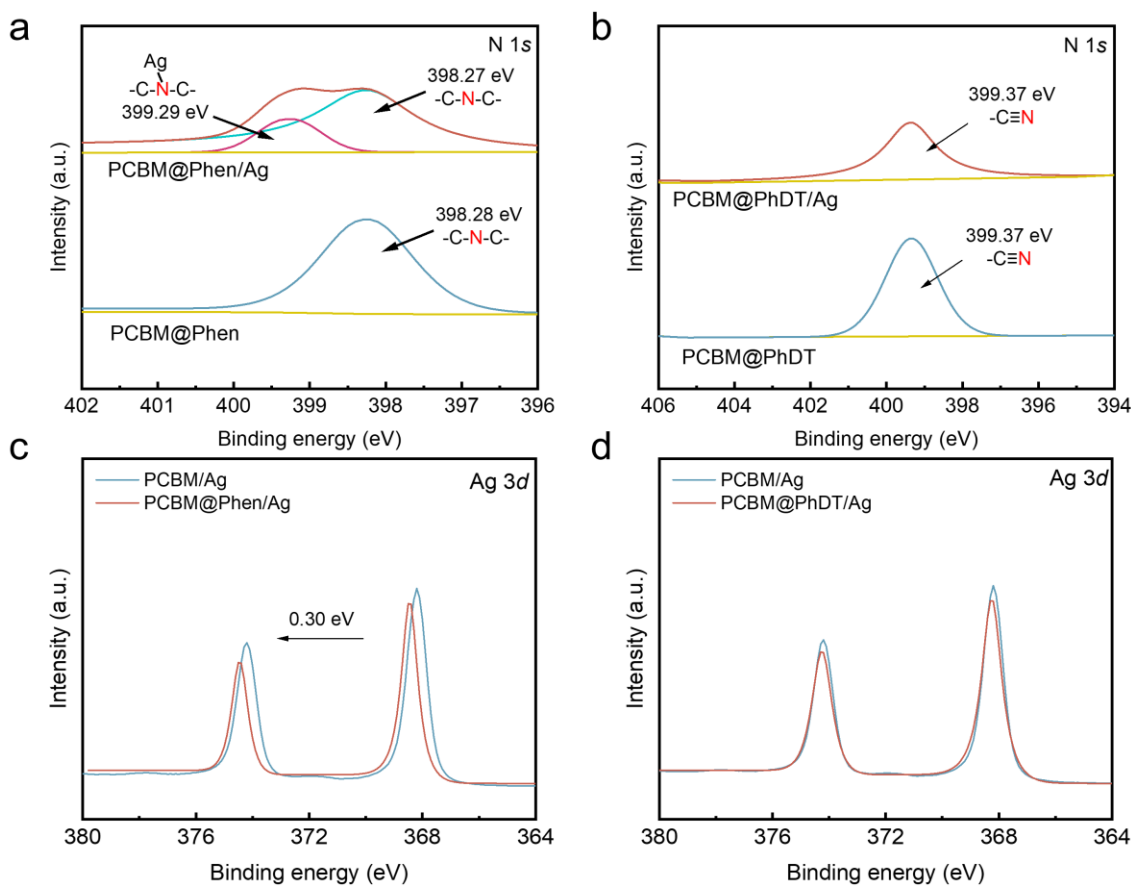 a
N 1s
Ag
-C-N-C-
399.29 eV
398.27 eV
-C-N-C-
PCBM@Phen/Ag
398.28 eV
-C-N-C-
PCBM@Phen
Intensity (a.u.)
402 401 400 399 398 397 396
Binding energy (eV)
b
N 1s
399.37 eV
-C≡N
PCBM@PhDT/Ag
399.37 eV
-C≡N
PCBM@PhDT
Intensity (a.u.)
406 404 402 400 398 396 394
Binding energy (eV)
c
PCBM/Ag
PCBM@Phen/Ag
Ag 3d
0.30 eV
Intensity (a.u.)
380 376 372 368 364
Binding energy (eV)
d
PCBM/Ag
PCBM@PhDT/Ag
Ag 3d
Intensity (a.u.)
380 376 372 368 364
Binding energy (eV)